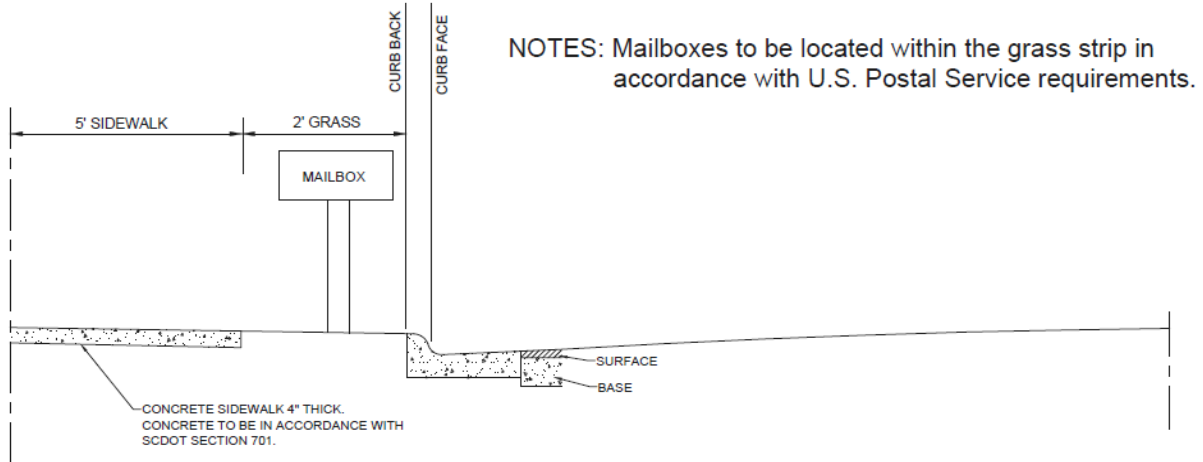 NOTES: Mailboxes to be located within the grass strip in
accordance with U.S. Postal Service requirements.
CURB BACK
CURB FACE
5' SIDEWALK
2' GRASS
MAILBOX
SURFACE
BASE
CONCRETE SIDEWALK 4" THICK.
CONCRETE TO BE IN ACCORDANCE WITH
SCDOT SECTION 701.